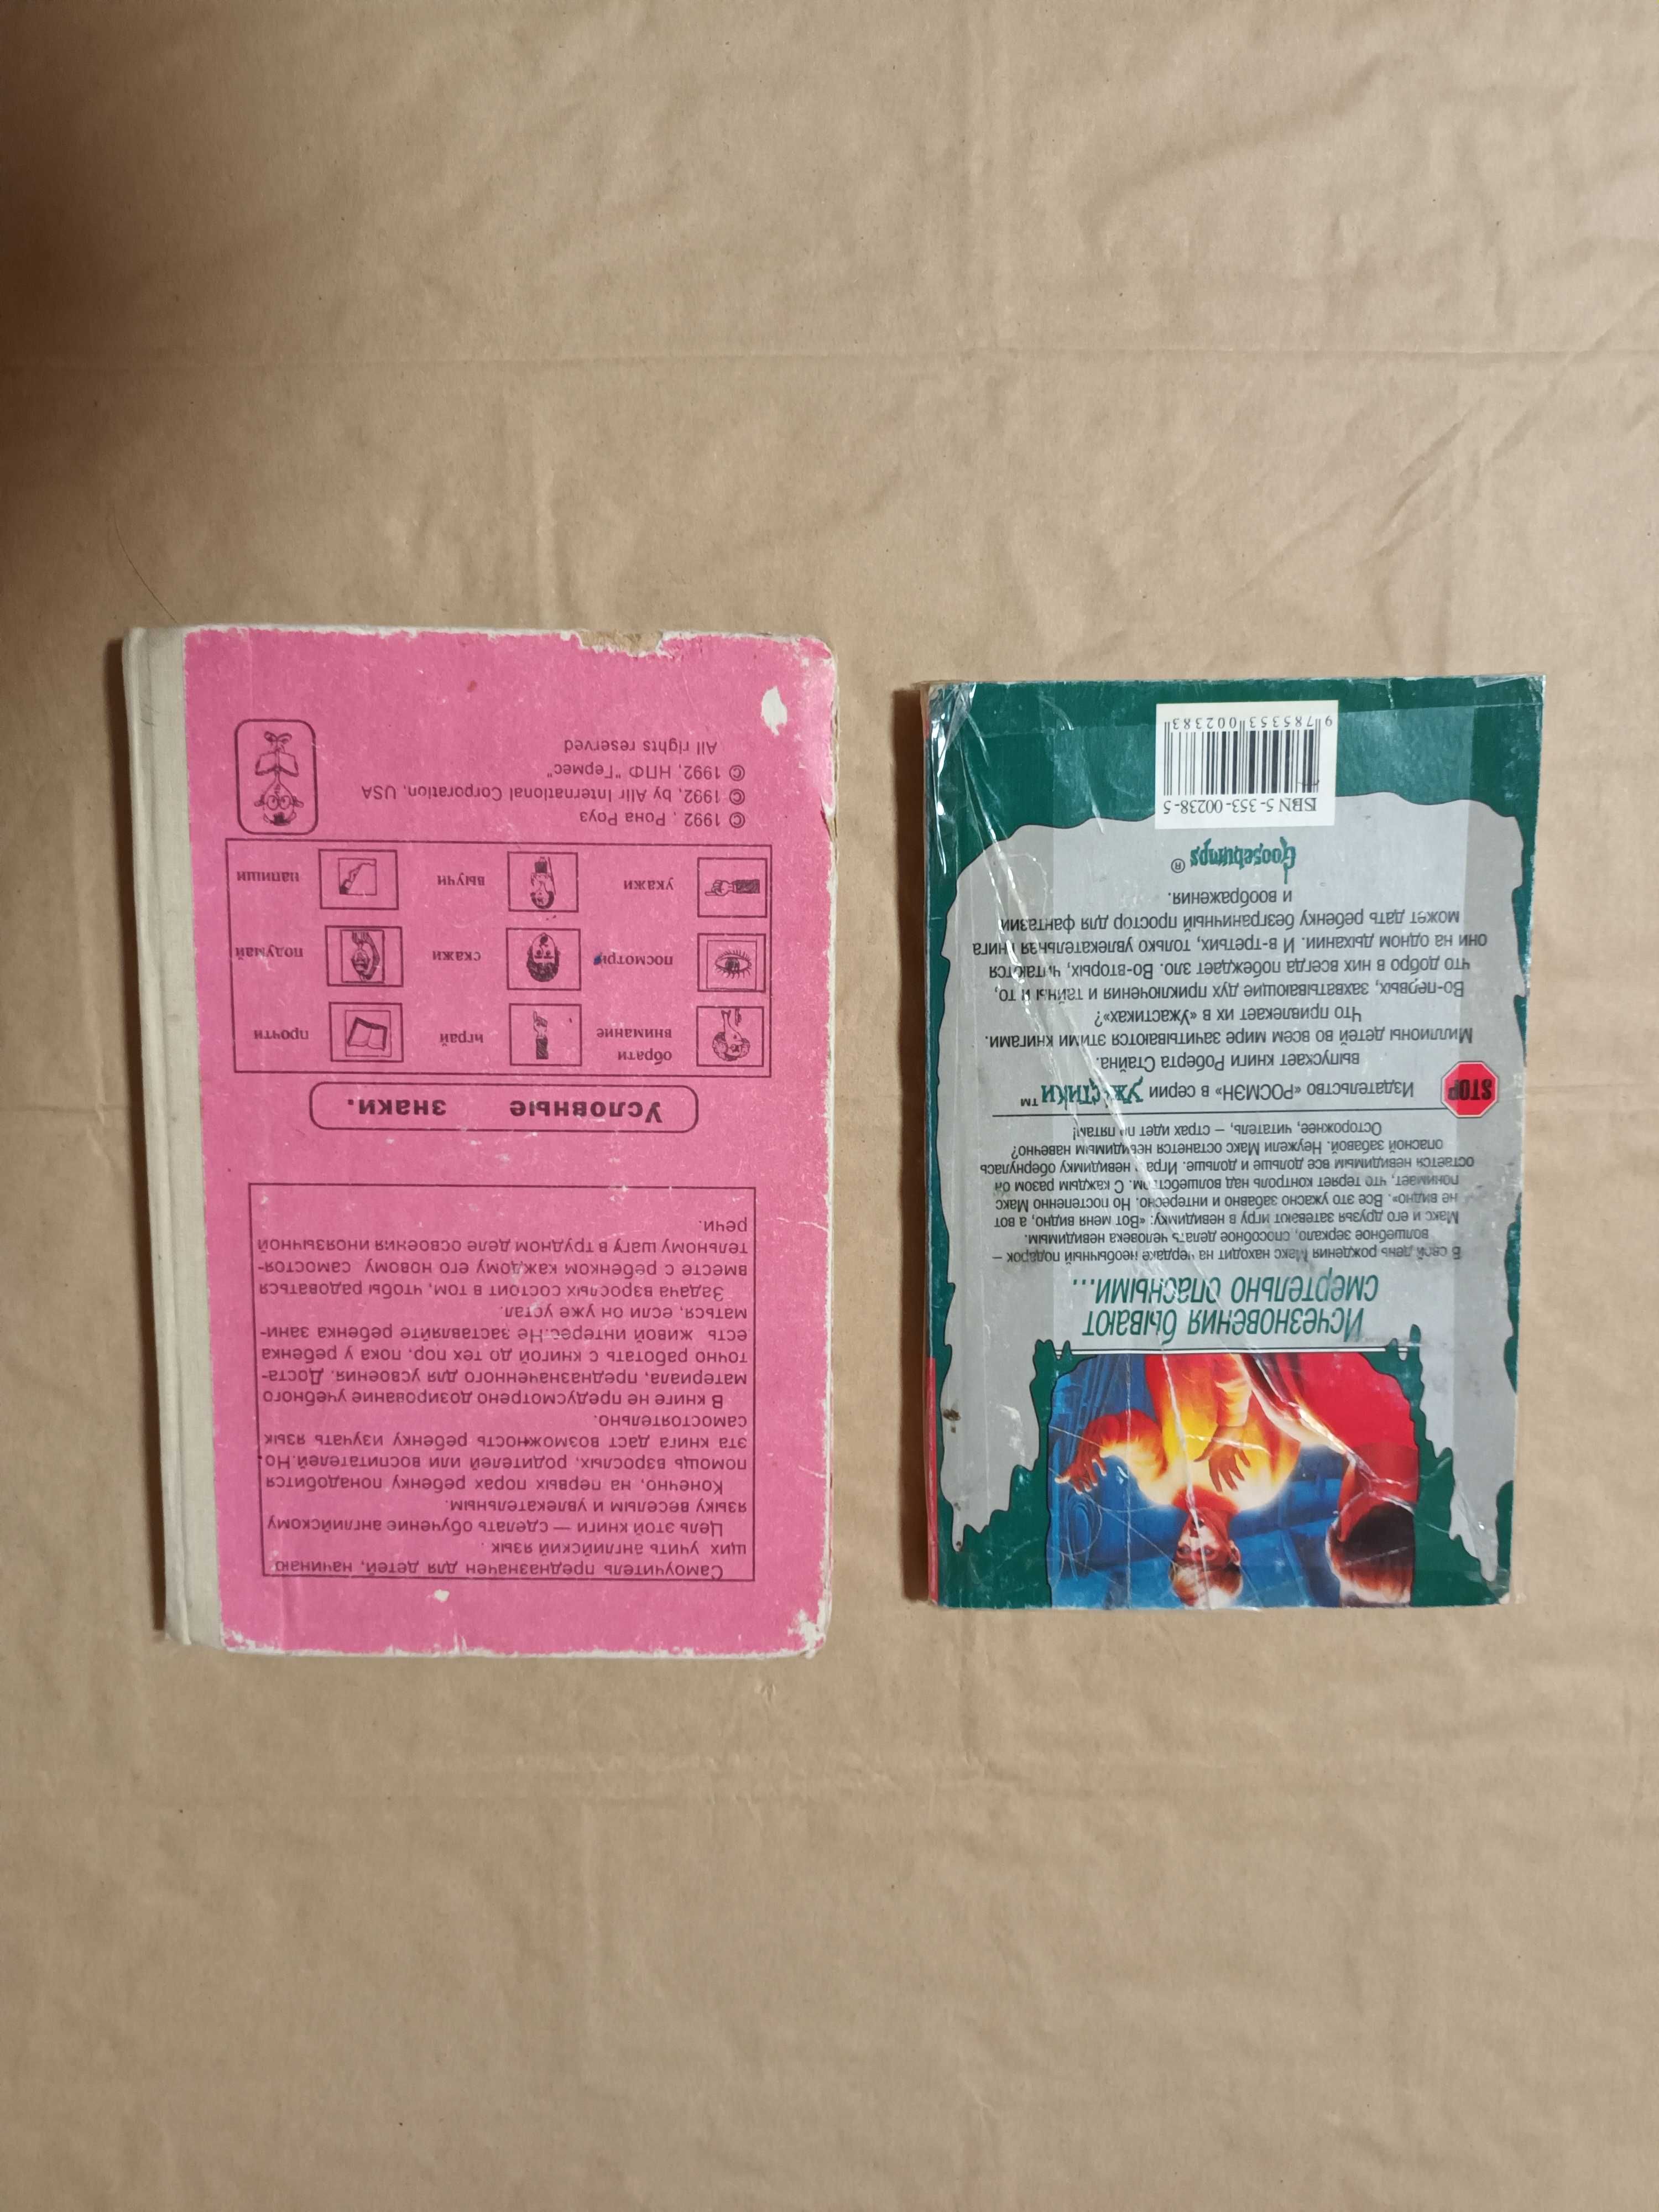 Исчезновения бывают
смертельно опасными...
В свой день рождения Макс находит на чердаке необычный подарок –
волшебное зеркало, способное делать человека невидимым.
Макс и его друзья затевают игру в невидимку: «Вот меня видно, а вот
не видно». Все это ужасно забавно и интересно. Но постепенно Макс
понимает, что теряет контроль над волшебством. С каждым разом он
остается невидимым все дольше и дольше. Игра в невидимку обернулась
опасной забавой. Неужели Макс останется невидимым навечно?
Осторожнее, читатель, – страх идет по пятам!
STOP
Издательство «РОСМЭН» в серии УЖАСТИКИ™
выпускает книги Роберта Стайна.
Миллионы детей во всем мире зачитываются этими книгами.
Что привлекает их в «Ужастиках»?
Во-первых, захватывающие дух приключения и тайны и то,
что добро в них всегда побеждает зло. Во-вторых, читаются
они на одном дыхании. И в-третьих, только увлекательная книга
может дать ребенку безграничный простор для фантазии
и воображения.
Goosebumps ®
ISBN 5-353-00238-5
9 785353 002383
Самоучитель предназначен для детей, начинаю-
щих учить английский язык.
Цель этой книги — сделать обучение английскому
языку веселым и увлекательным.
Конечно, на первых порах ребенку понадобится
помощь взрослых, родителей или воспитателей. Но
эта книга даст возможность ребенку изучать язык
самостоятельно.
В книге не предусмотрено дозирование учебного
материала, предназначенного для усвоения. Доста-
точно работать с книгой до тех пор, пока у ребенка
есть живой интерес. Не заставляйте ребенка зани-
маться, если он уже устал.
Задача взрослых состоит в том, чтобы радоваться
вместе с ребенком каждому его новому самостоя-
тельному шагу в трудном деле освоения иноязычной
речи.
Условные знаки.
обрати
внимание
играй
прочти
посмотри
скажи
подумай
укажи
выучи
напиши
© 1992 , Рона Роуз
© 1992, by Allr International Corporation, USA
© 1992, НПФ "Гермес"
All rights reserved